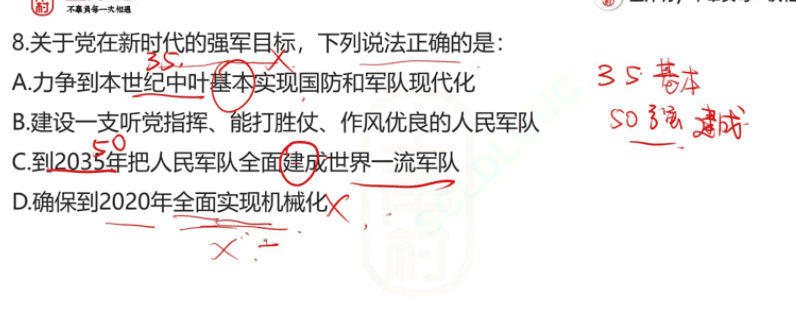 不辜负每一次相遇
8.关于党在新时代的强军目标，下列说法正确的是：
35.
A.力争到本世纪中叶基本实现国防和军队现代化
B.建设一支听党指挥、能打胜仗、作风优良的人民军队
50
C.到2035年把人民军队全面建成世界一流军队
D.确保到2020年全面实现机械化
35 基本
50 强 建成